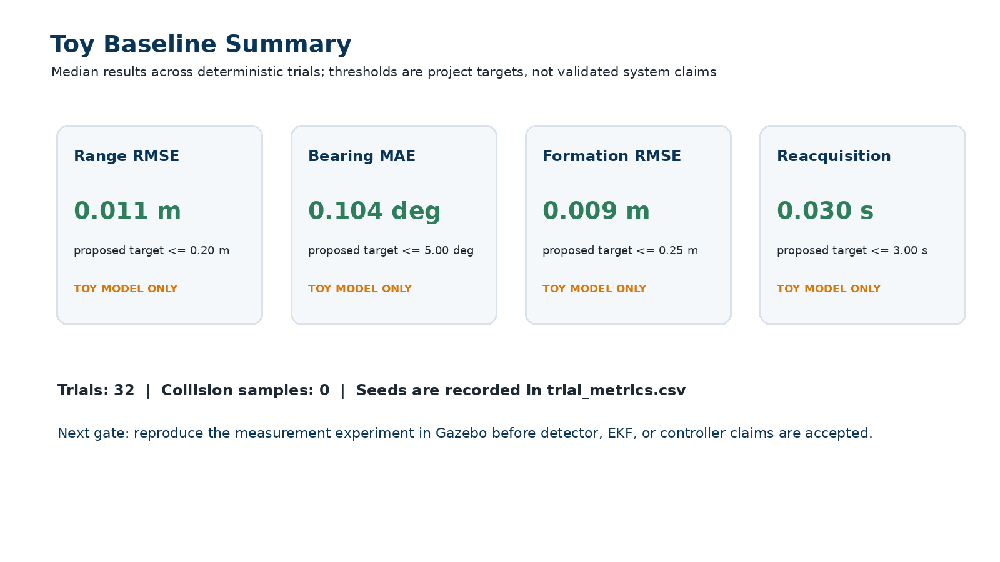 Toy Baseline Summary
Median results across deterministic trials; thresholds are project targets, not validated system claims
Range RMSE
0.011 m
proposed target <= 0.20 m
TOY MODEL ONLY
Bearing MAE
0.104 deg
proposed target <= 5.00 deg
TOY MODEL ONLY
Formation RMSE
0.009 m
proposed target <= 0.25 m
TOY MODEL ONLY
Reacquisition
0.030 s
proposed target <= 3.00 s
TOY MODEL ONLY
Trials: 32 | Collision samples: 0 | Seeds are recorded in trial_metrics.csv
Next gate: reproduce the measurement experiment in Gazebo before detector, EKF, or controller claims are accepted.